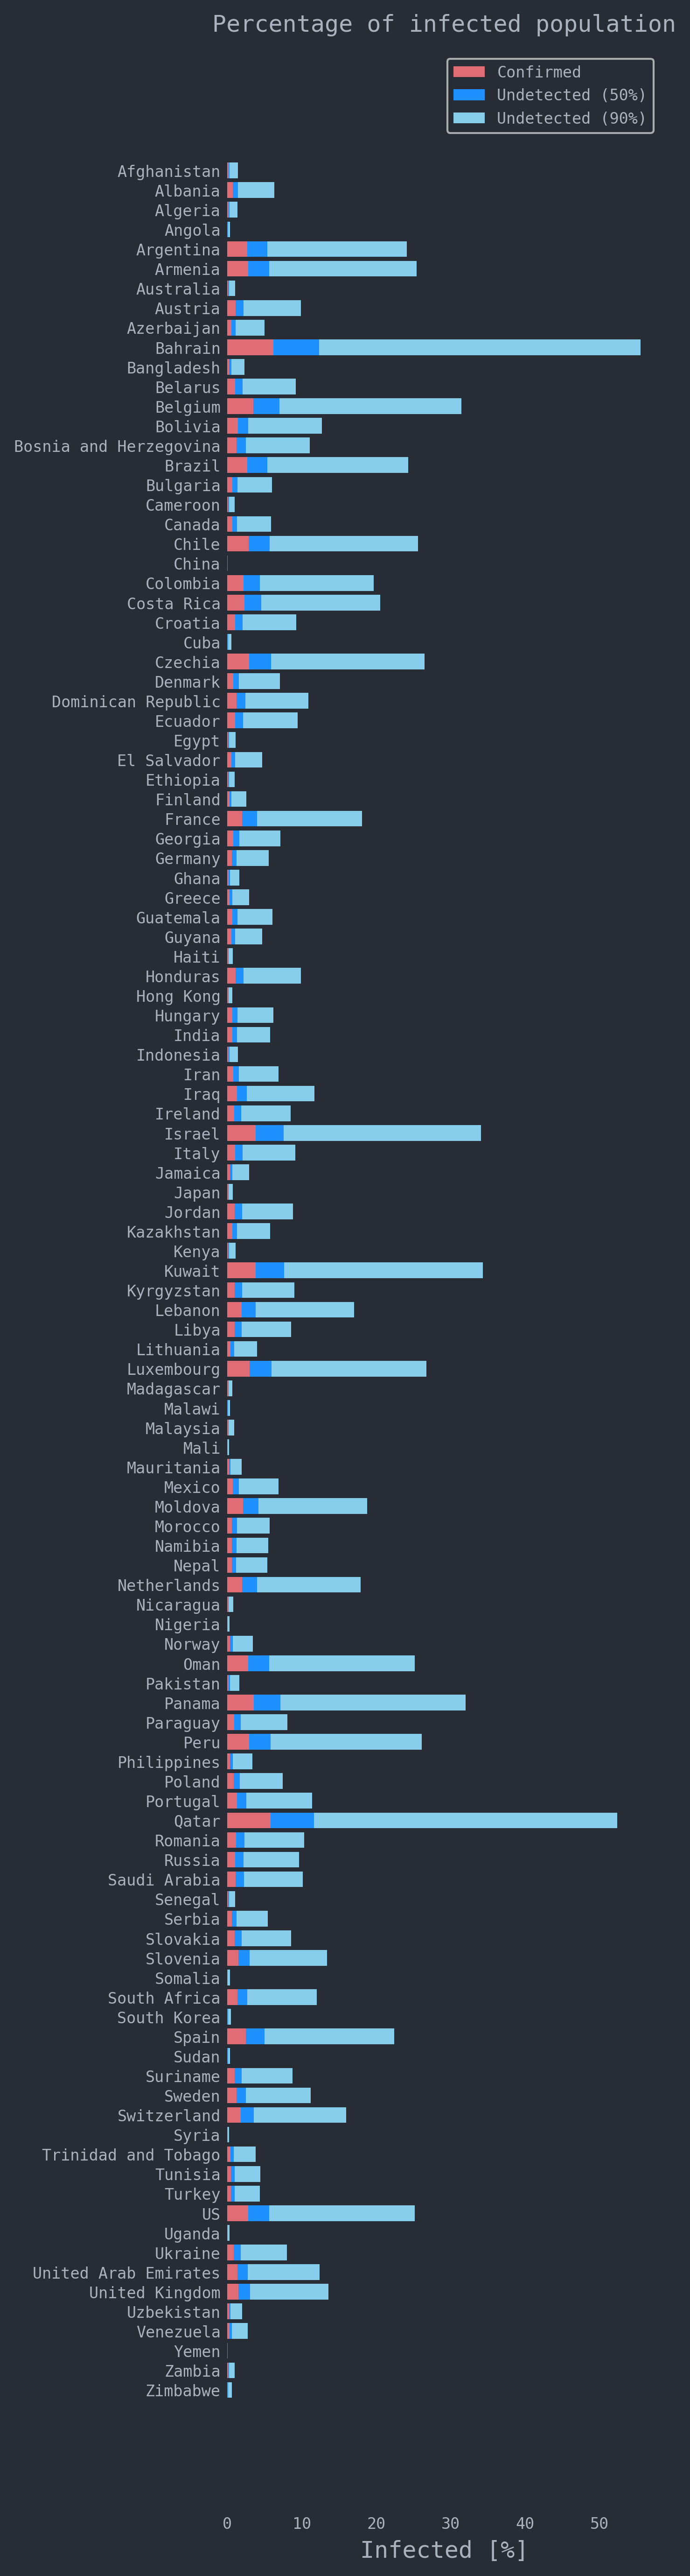 Percentage of infected population
Confirmed
Undetected (50%)
Undetected (90%)
Afghanistan
Albania
Algeria
Angola
Argentina
Armenia
Australia
Austria
Azerbaijan
Bahrain
Bangladesh
Belarus
Belgium
Bolivia
Bosnia and Herzegovina
Brazil
Bulgaria
Cameroon
Canada
Chile
China
Colombia
Costa Rica
Croatia
Cuba
Czechia
Denmark
Dominican Republic
Ecuador
Egypt
El Salvador
Ethiopia
Finland
France
Georgia
Germany
Ghana
Greece
Guatemala
Guyana
Haiti
Honduras
Hong Kong
Hungary
India
Indonesia
Iran
Iraq
Ireland
Israel
Italy
Jamaica
Japan
Jordan
Kazakhstan
Kenya
Kuwait
Kyrgyzstan
Lebanon
Libya
Lithuania
Luxembourg
Madagascar
Malawi
Malaysia
Mali
Mauritania
Mexico
Moldova
Morocco
Namibia
Nepal
Netherlands
Nicaragua
Nigeria
Norway
Oman
Pakistan
Panama
Paraguay
Peru
Philippines
Poland
Portugal
Qatar
Romania
Russia
Saudi Arabia
Senegal
Serbia
Slovakia
Slovenia
Somalia
South Africa
South Korea
Spain
Sudan
Suriname
Sweden
Switzerland
Syria
Trinidad and Tobago
Tunisia
Turkey
US
Uganda
Ukraine
United Arab Emirates
United Kingdom
Uzbekistan
Venezuela
Yemen
Zambia
Zimbabwe
0 10 20 30 40 50
Infected [%]